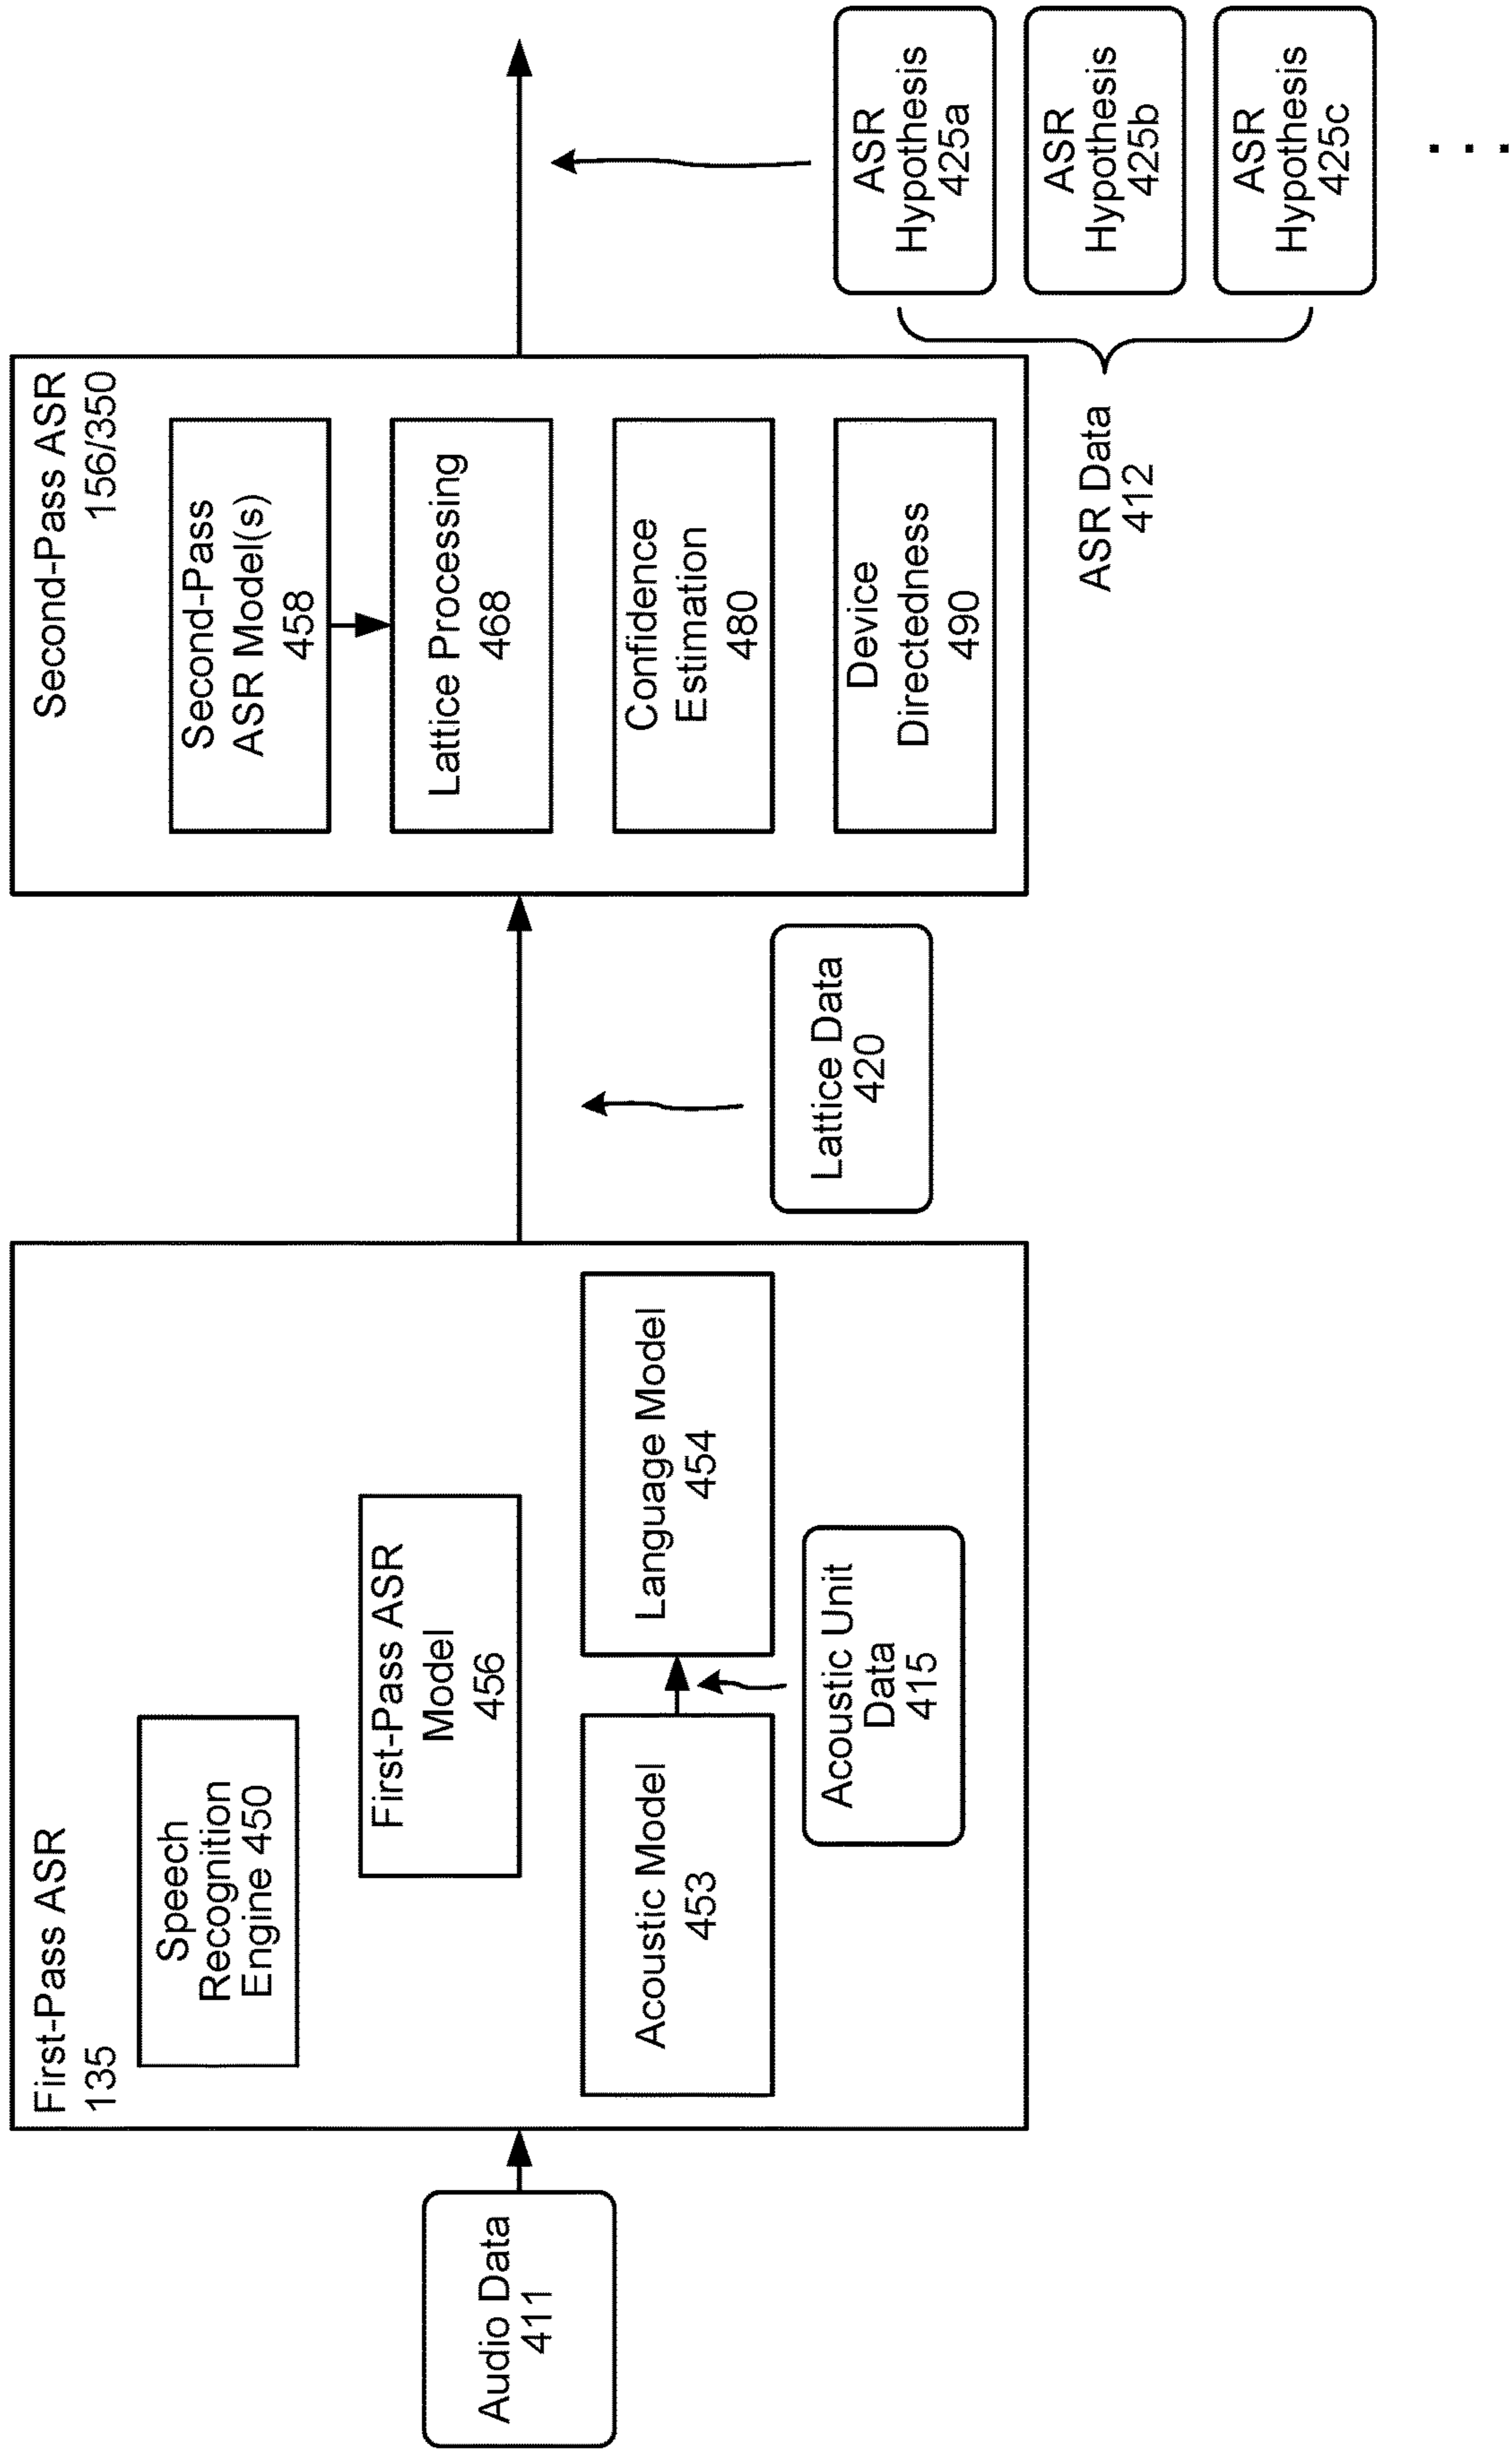 First-Pass ASR
135
Speech
Recognition
Engine 450
First-Pass ASR
Model
456
Acoustic Model
453
Language Model
454
Acoustic Unit
Data
415
Audio Data
411
Lattice Data
420
Second-Pass ASR
156/350
Second-Pass
ASR Model(s)
458
Lattice Processing
468
Confidence
Estimation
480
Device
Directedness
490
ASR Data
412
ASR
Hypothesis
425a
ASR
Hypothesis
425b
ASR
Hypothesis
425c
. . .